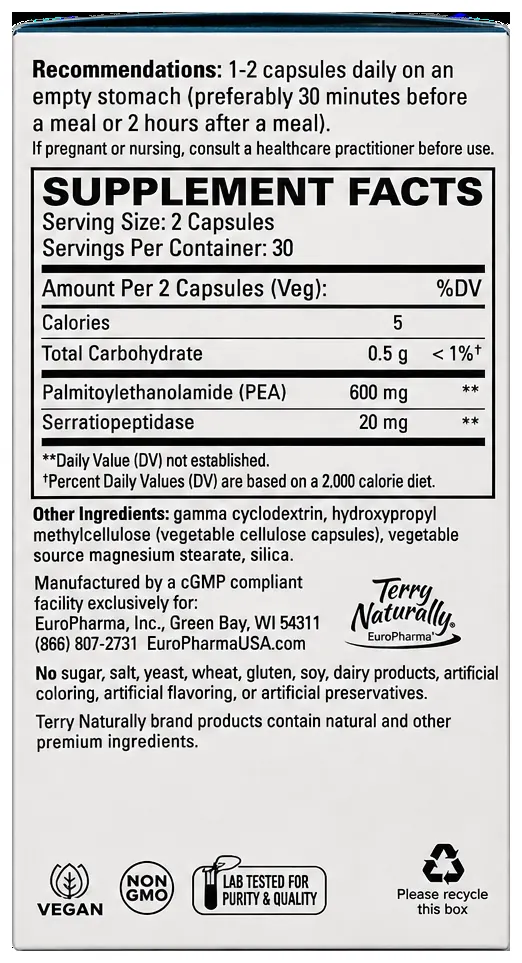 Recommendations: 1-2 capsules daily on an
empty stomach (preferably 30 minutes before
a meal or 2 hours after a meal).
If pregnant or nursing, consult a healthcare practitioner before use.
SUPPLEMENT FACTS
Serving Size: 2 Capsules
Servings Per Container: 30
Amount Per 2 Capsules (Veg): %DV
Calories 5
Total Carbohydrate 0.5 g < 1%†
Palmitoylethanolamide (PEA) 600 mg **
Serratiopeptidase 20 mg **
**Daily Value (DV) not established.
†Percent Daily Values (DV) are based on a 2,000 calorie diet.
Other Ingredients: gamma cyclodextrin, hydroxypropyl
methylcellulose (vegetable cellulose capsules), vegetable
source magnesium stearate, silica.
Manufactured by a cGMP compliant
facility exclusively for:
EuroPharma, Inc., Green Bay, WI 54311
(866) 807-2731 EuroPharmaUSA.com
Terry
Naturally®
EuroPharma®
No sugar, salt, yeast, wheat, gluten, soy, dairy products, artificial
coloring, artificial flavoring, or artificial preservatives.
Terry Naturally brand products contain natural and other
premium ingredients.
VEGAN
NON
GMO
LAB TESTED FOR
PURITY & QUALITY
Please recycle
this box